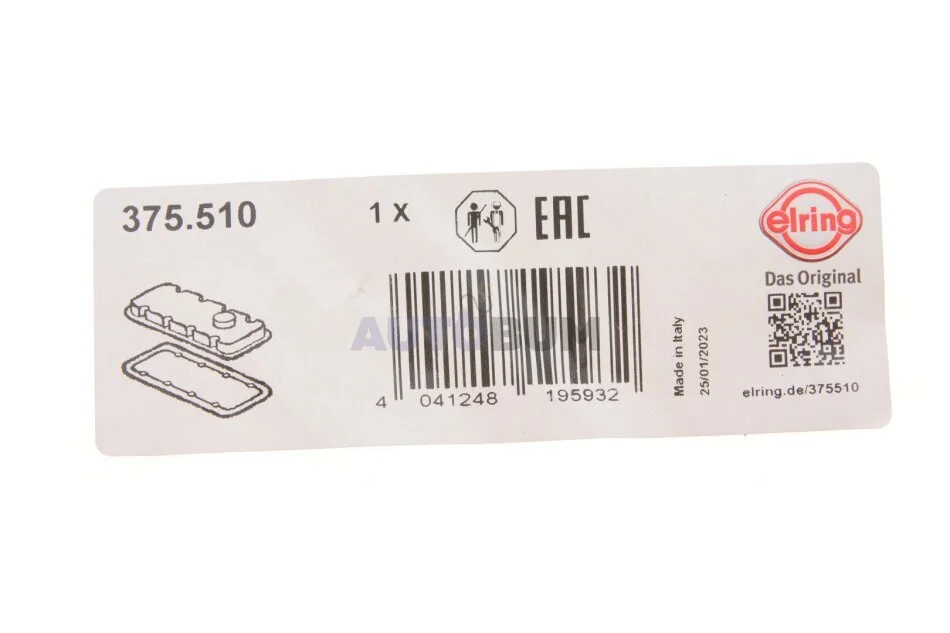 375.510
1 X
EAC
elring
Das Original
AUTOBUM
4 041248 195932
Made in Italy
25/01/2023
elring.de/375510